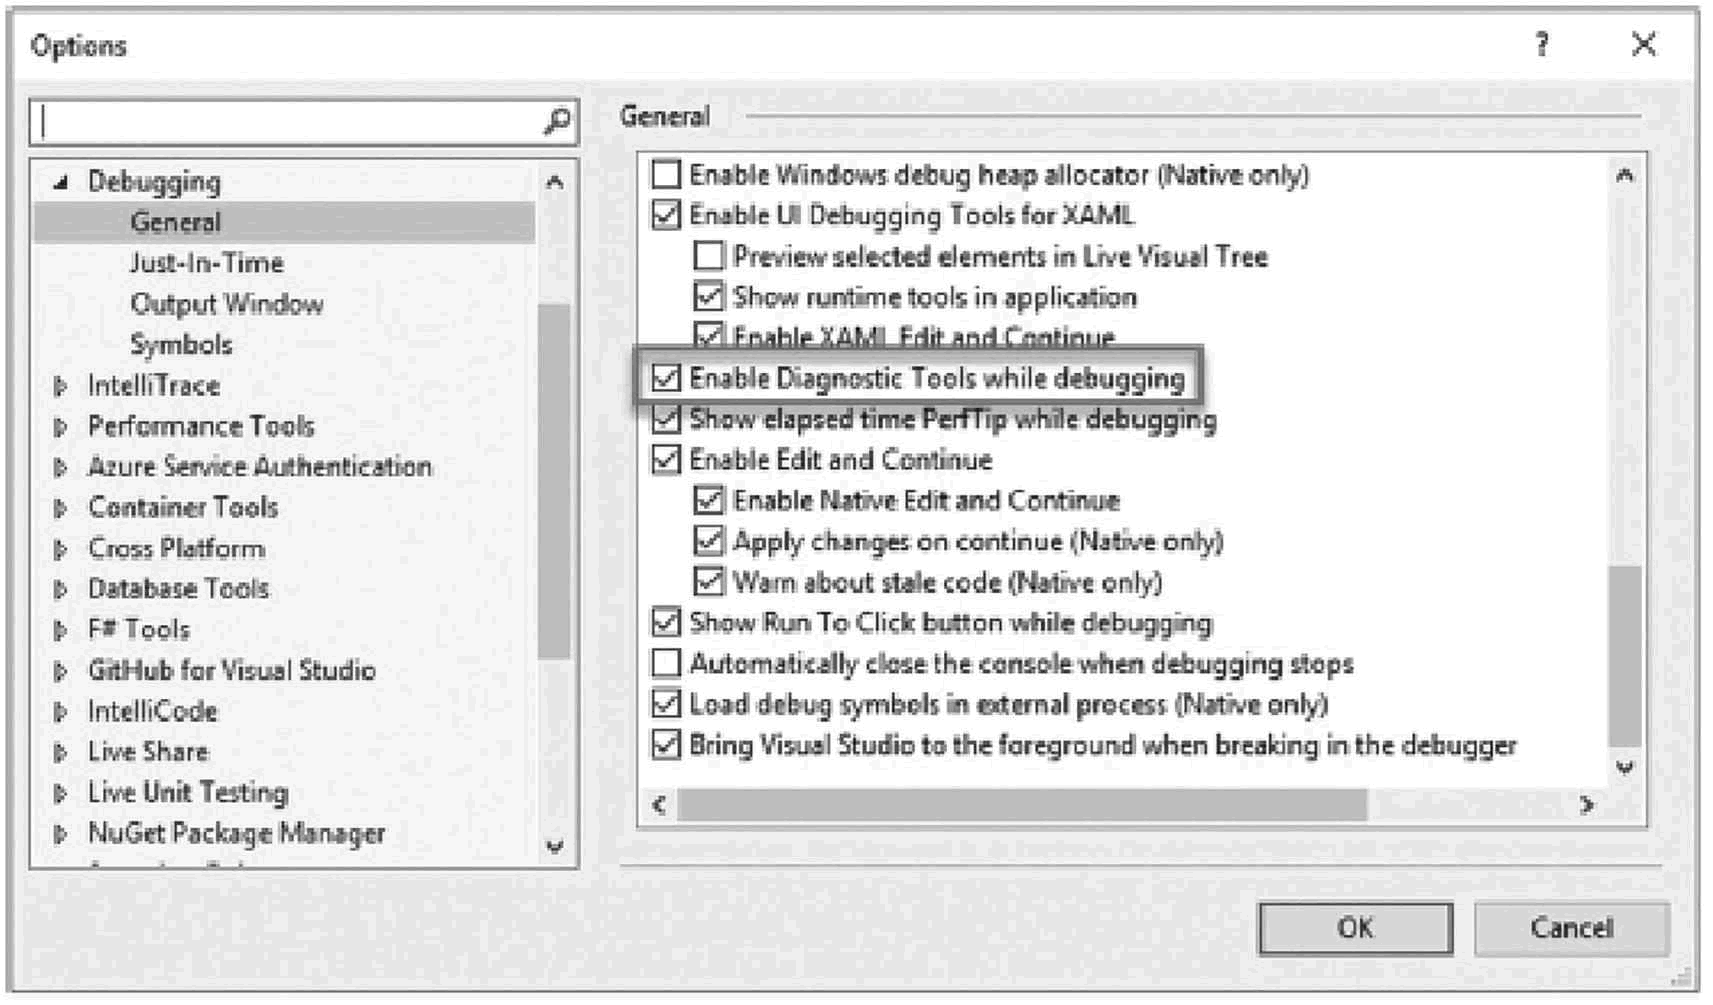 Options
?
General
Debugging
General
Just-In-Time
Output Window
Symbols
IntelliTrace
Performance Tools
Azure Service Authentication
Container Tools
Cross Platform
Database Tools
F# Tools
GitHub for Visual Studio
IntelliCode
Live Share
Live Unit Testing
NuGet Package Manager
Enable Windows debug heap allocator (Native only)
Enable UI Debugging Tools for XAML
Preview selected elements in Live Visual Tree
Show runtime tools in application
Enable XAML Edit and Continue
Enable Diagnostic Tools while debugging
Show elapsed time PerfTip while debugging
Enable Edit and Continue
Enable Native Edit and Continue
Apply changes on continue (Native only)
Warn about stale code (Native only)
Show Run To Click button while debugging
Automatically close the console when debugging stops
Load debug symbols in external process (Native only)
Bring Visual Studio to the foreground when breaking in the debugger
OK
Cancel